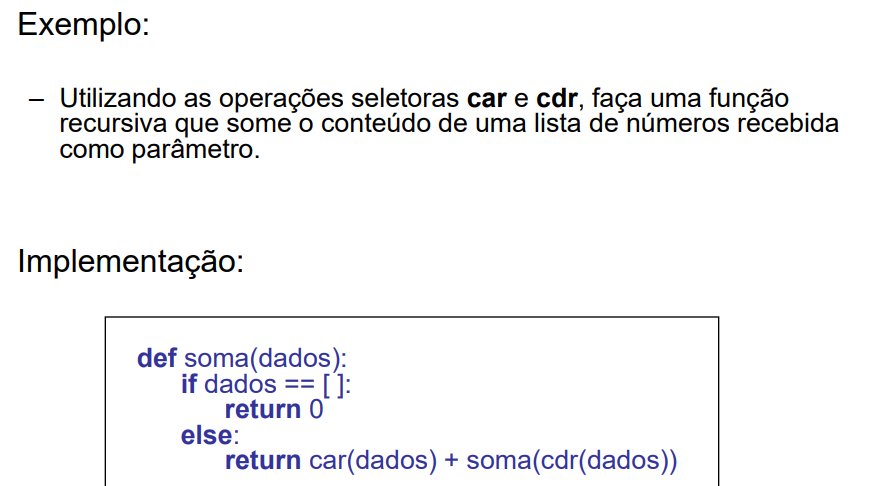 Exemplo:
– Utilizando as operações seletoras car e cdr, faça uma função
recursiva que some o conteúdo de uma lista de números recebida
como parâmetro.
Implementação:
def soma(dados):
if dados == [ ]:
return 0
else:
return car(dados) + soma(cdr(dados))